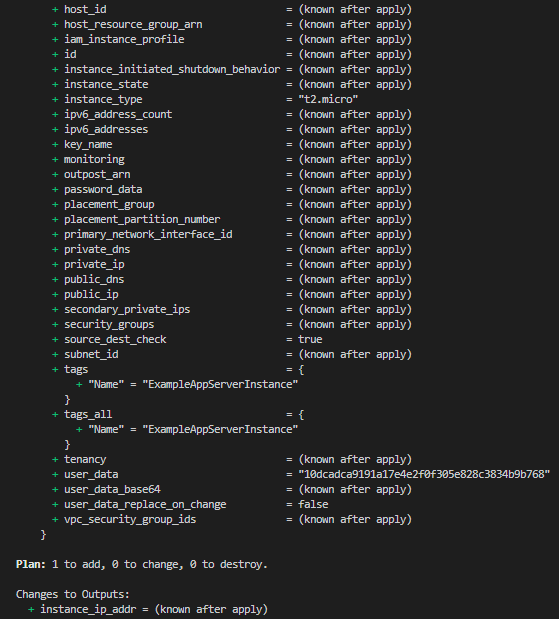 + host_id = (known after apply)
+ host_resource_group_arn = (known after apply)
+ iam_instance_profile = (known after apply)
+ id = (known after apply)
+ instance_initiated_shutdown_behavior = (known after apply)
+ instance_state = (known after apply)
+ instance_type = "t2.micro"
+ ipv6_address_count = (known after apply)
+ ipv6_addresses = (known after apply)
+ key_name = (known after apply)
+ monitoring = (known after apply)
+ outpost_arn = (known after apply)
+ password_data = (known after apply)
+ placement_group = (known after apply)
+ placement_partition_number = (known after apply)
+ primary_network_interface_id = (known after apply)
+ private_dns = (known after apply)
+ private_ip = (known after apply)
+ public_dns = (known after apply)
+ public_ip = (known after apply)
+ secondary_private_ips = (known after apply)
+ security_groups = (known after apply)
+ source_dest_check = true
+ subnet_id = (known after apply)
+ tags = {
+ "Name" = "ExampleAppServerInstance"
}
+ tags_all = {
+ "Name" = "ExampleAppServerInstance"
}
+ tenancy = (known after apply)
+ user_data = "10dcadca9191a17e4e2f0f305e828c3834b9b768"
+ user_data_base64 = (known after apply)
+ user_data_replace_on_change = false
+ vpc_security_group_ids = (known after apply)
}
Plan: 1 to add, 0 to change, 0 to destroy.
Changes to Outputs:
+ instance_ip_addr = (known after apply)